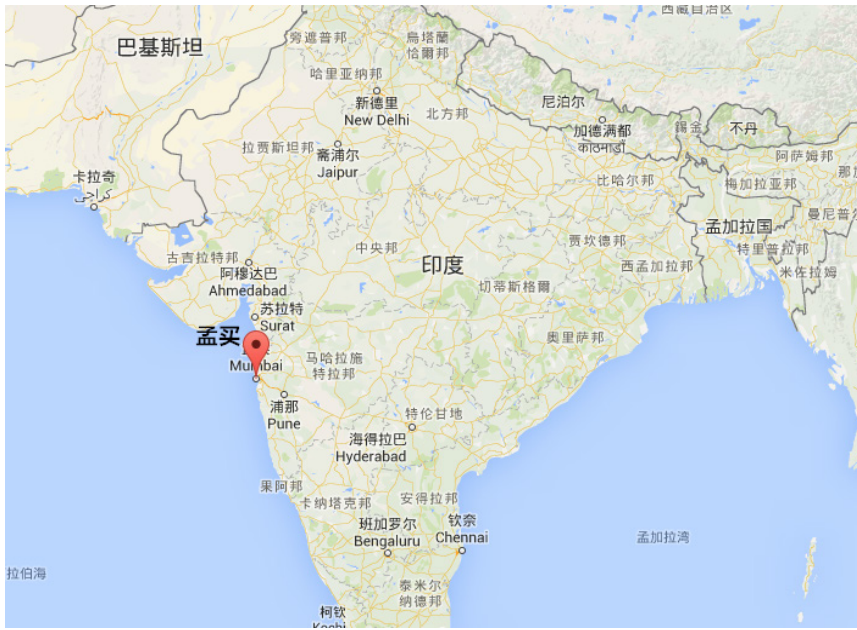 西藏自治区
旁遮普邦
烏塔蘭
恰爾邦
巴基斯坦
哈里亚纳邦
新德里
New Delhi
北方邦
尼泊尔
加德满都
काठमाडौं
錫金
不丹
阿萨姆邦
拉贾斯坦邦
斋浦尔
Jaipur
卡拉奇
کراچی
比哈尔邦
梅加拉亚邦
那加
孟加拉国
曼尼普尔
古吉拉特邦
中央邦
贾坎德邦
特里普拉邦
阿穆达巴
Ahmedabad
印度
西孟加拉邦
米佐拉姆
切蒂斯格爾
苏拉特
Surat
孟买
Mumbai
奥里萨邦
马哈拉施
特拉邦
浦那
Pune
特伦甘地
海得拉巴
Hyderabad
果阿邦
卡纳塔克邦
安得拉邦
班加罗尔
Bengaluru
钦奈
Chennai
孟加拉湾
拉伯海
泰米尔
纳德邦
柯钦
Kochi